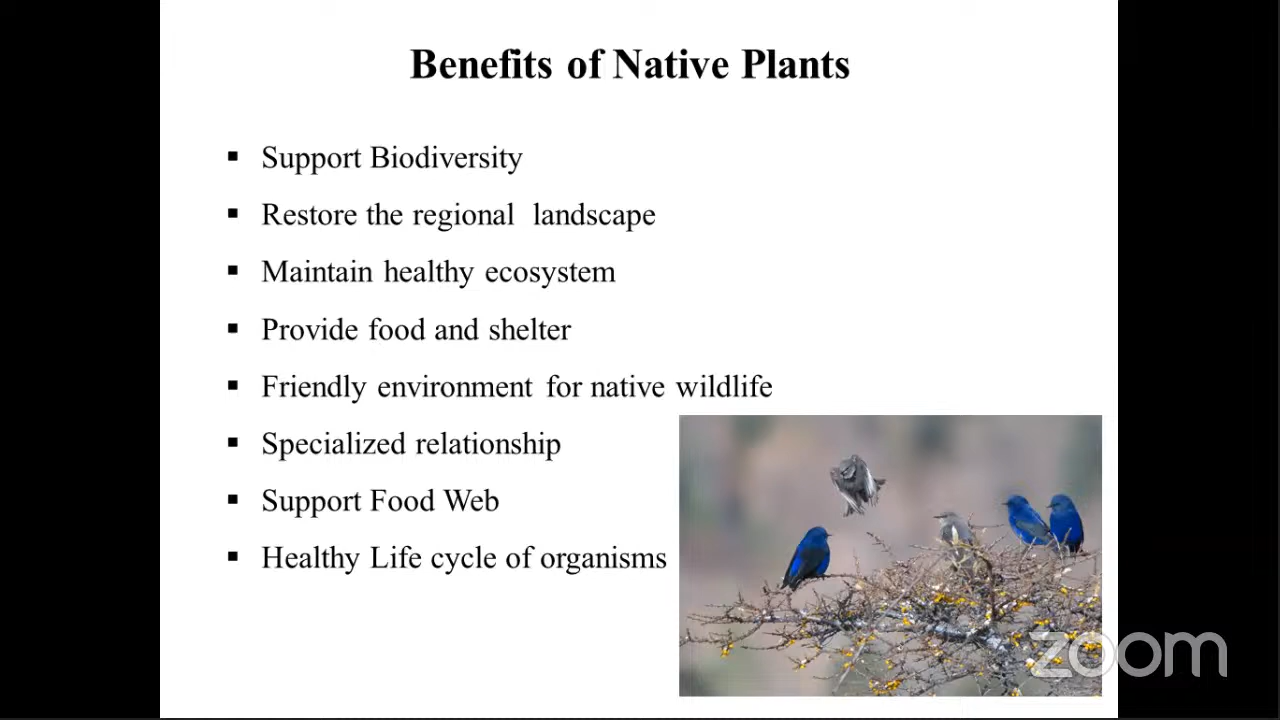 Benefits of Native Plants
▪ Support Biodiversity
▪ Restore the regional landscape
▪ Maintain healthy ecosystem
▪ Provide food and shelter
▪ Friendly environment for native wildlife
▪ Specialized relationship
▪ Support Food Web
▪ Healthy Life cycle of organisms
zoom